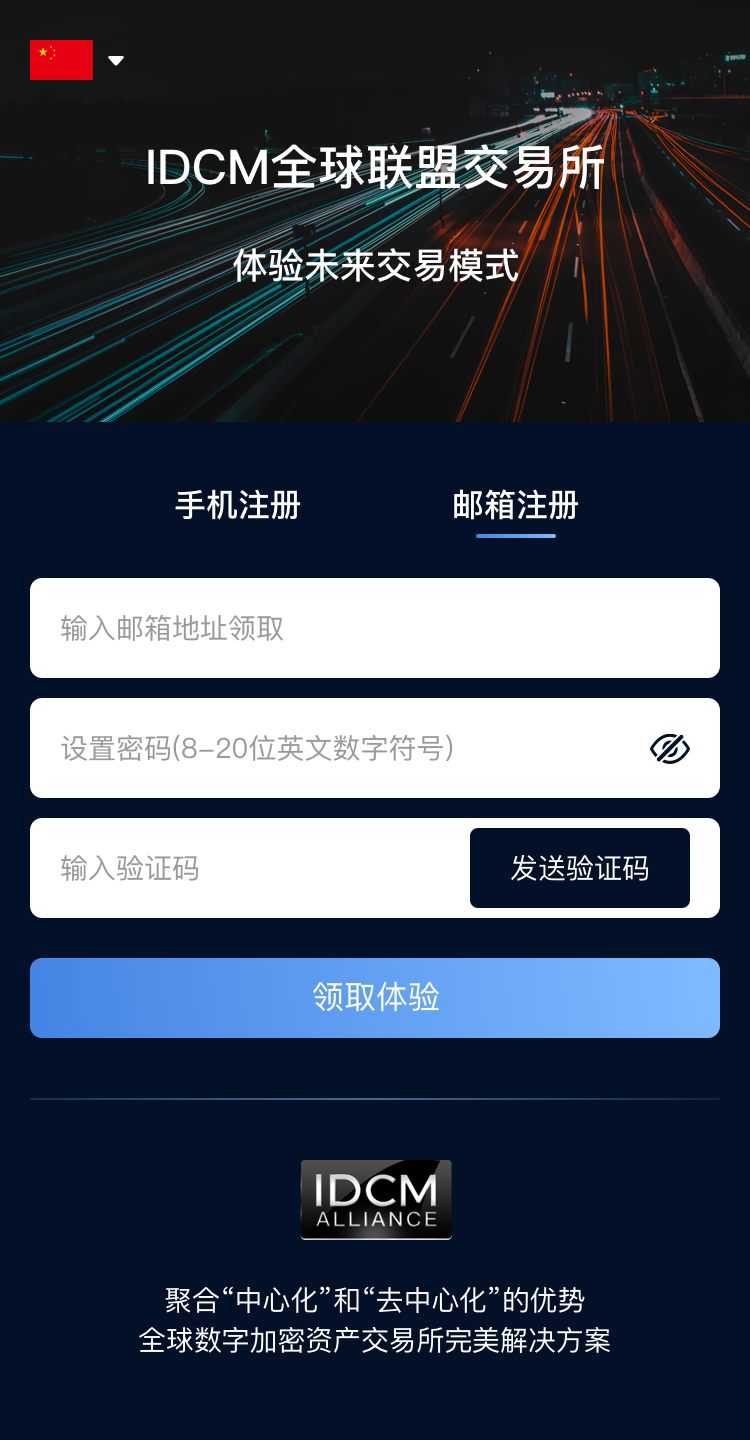 IDCM全球联盟交易所
体验未来交易模式
手机注册 邮箱注册
输入邮箱地址领取
设置密码(8-20位英文数字符号)
输入验证码 发送验证码
领取体验
IDCM
ALLIANCE
聚合“中心化”和“去中心化”的优势
全球数字加密资产交易所完美解决方案